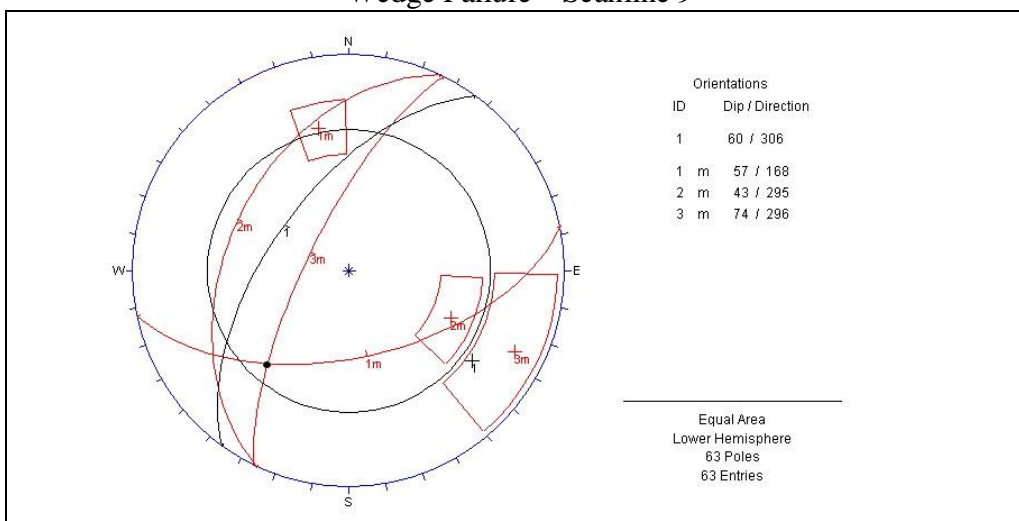 Wedge Failure – Scanline 9
N
W
E
S
1m
2m
1
3m
2m
1
3m
1m
Orientations
ID Dip / Direction
1 60 / 306
1 m 57 / 168
2 m 43 / 295
3 m 74 / 296
Equal Area
Lower Hemisphere
63 Poles
63 Entries